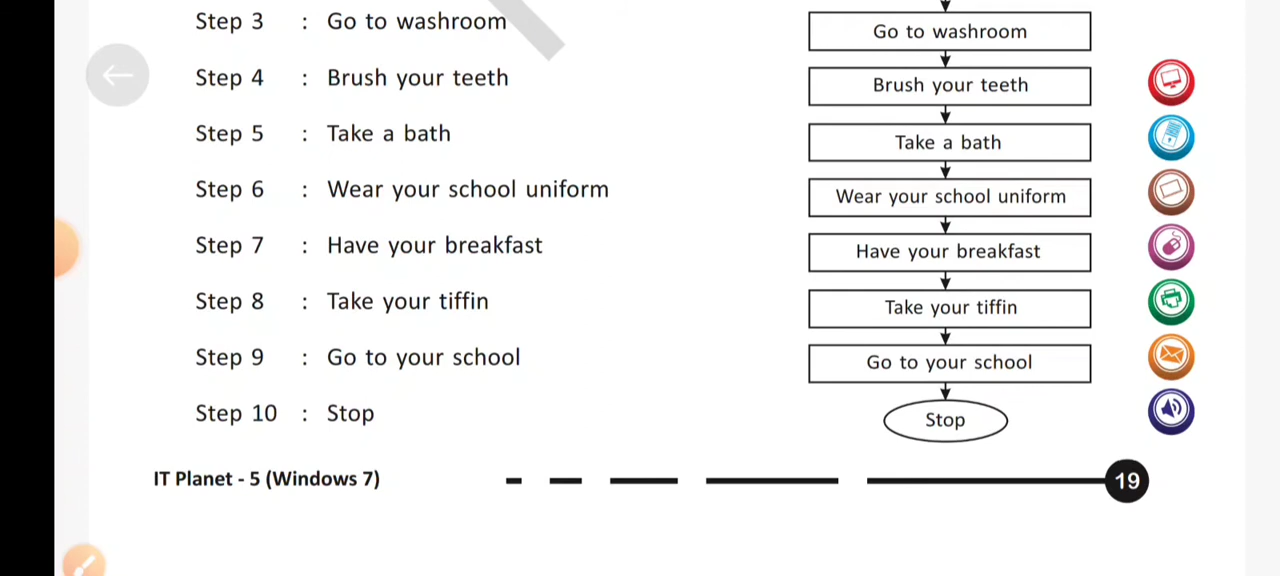 Step 3 : Go to washroom
Step 4 : Brush your teeth
Step 5 : Take a bath
Step 6 : Wear your school uniform
Step 7 : Have your breakfast
Step 8 : Take your tiffin
Step 9 : Go to your school
Step 10 : Stop
Go to washroom
Brush your teeth
Take a bath
Wear your school uniform
Have your breakfast
Take your tiffin
Go to your school
Stop
IT Planet - 5 (Windows 7)
19